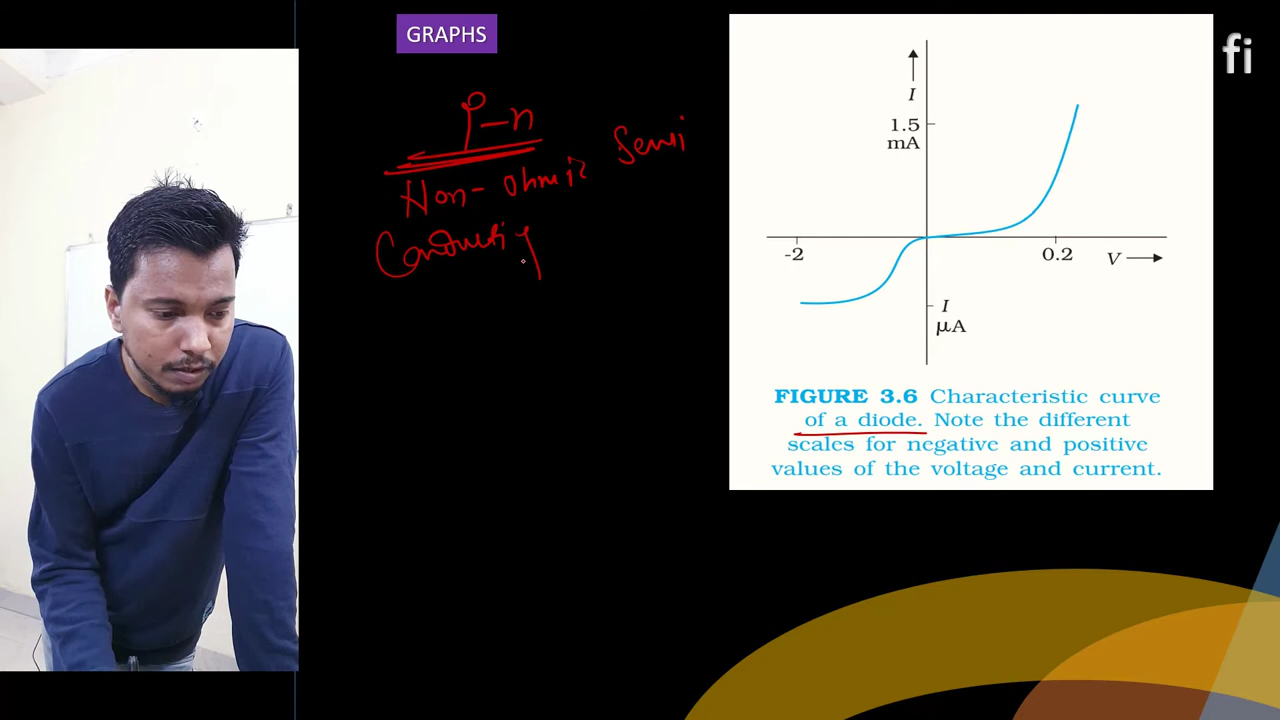 GRAPHS
P-n
Non-ohmic Semi
Conducting
I
1.5
mA
-2
0.2
V
I
μA
FIGURE 3.6 Characteristic curve
of a diode. Note the different
scales for negative and positive
values of the voltage and current.
fi